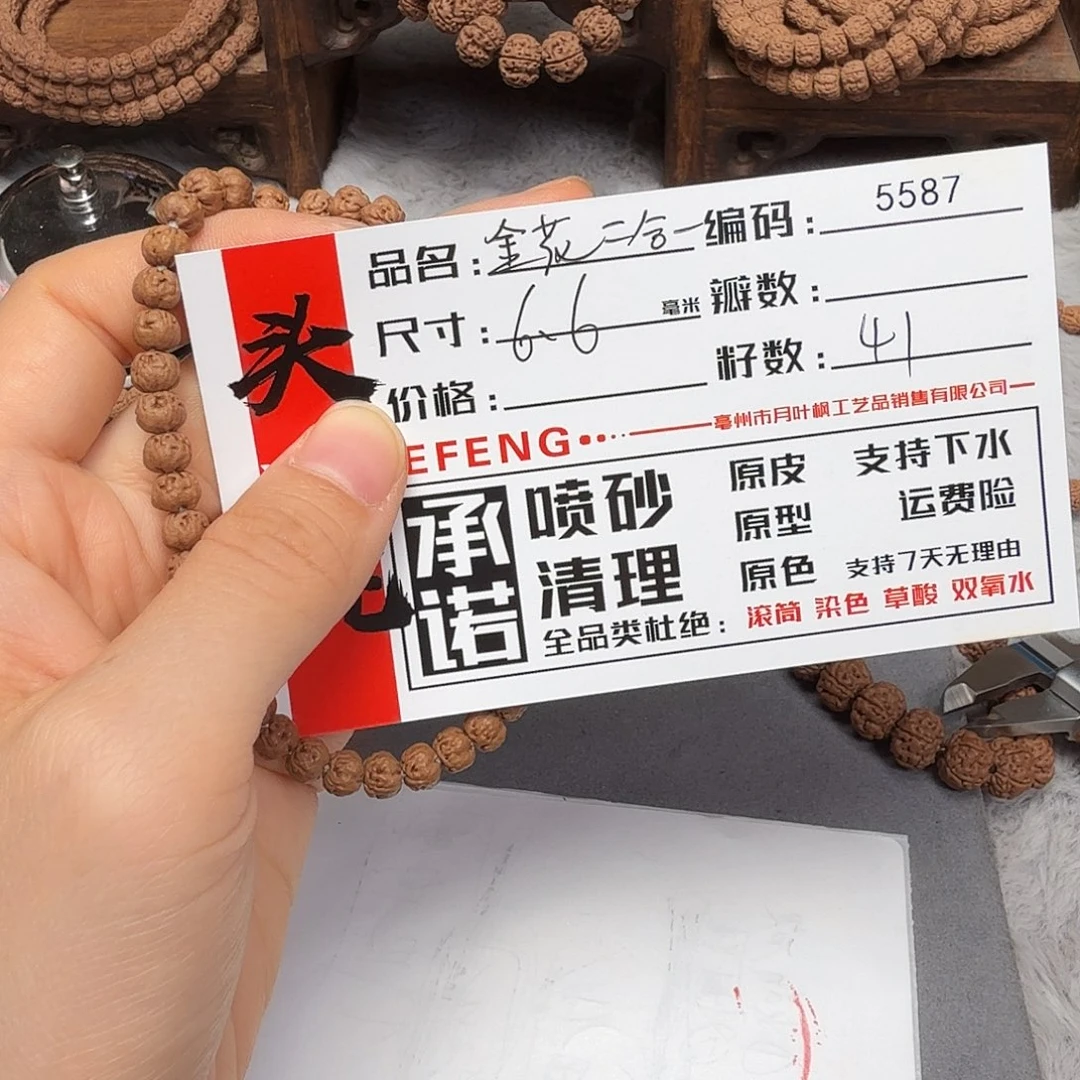 头
品名：金花二合一 编码：5587
尺寸：6.6 毫米 瓣数：
价格： 籽数：41
EFENG 亳州市月叶枫工艺品销售有限公司
承诺 喷砂清理
原皮 支持下水
原型 运费险
原色 支持7天无理由
全品类杜绝：滚筒 染色 草酸 双氧水